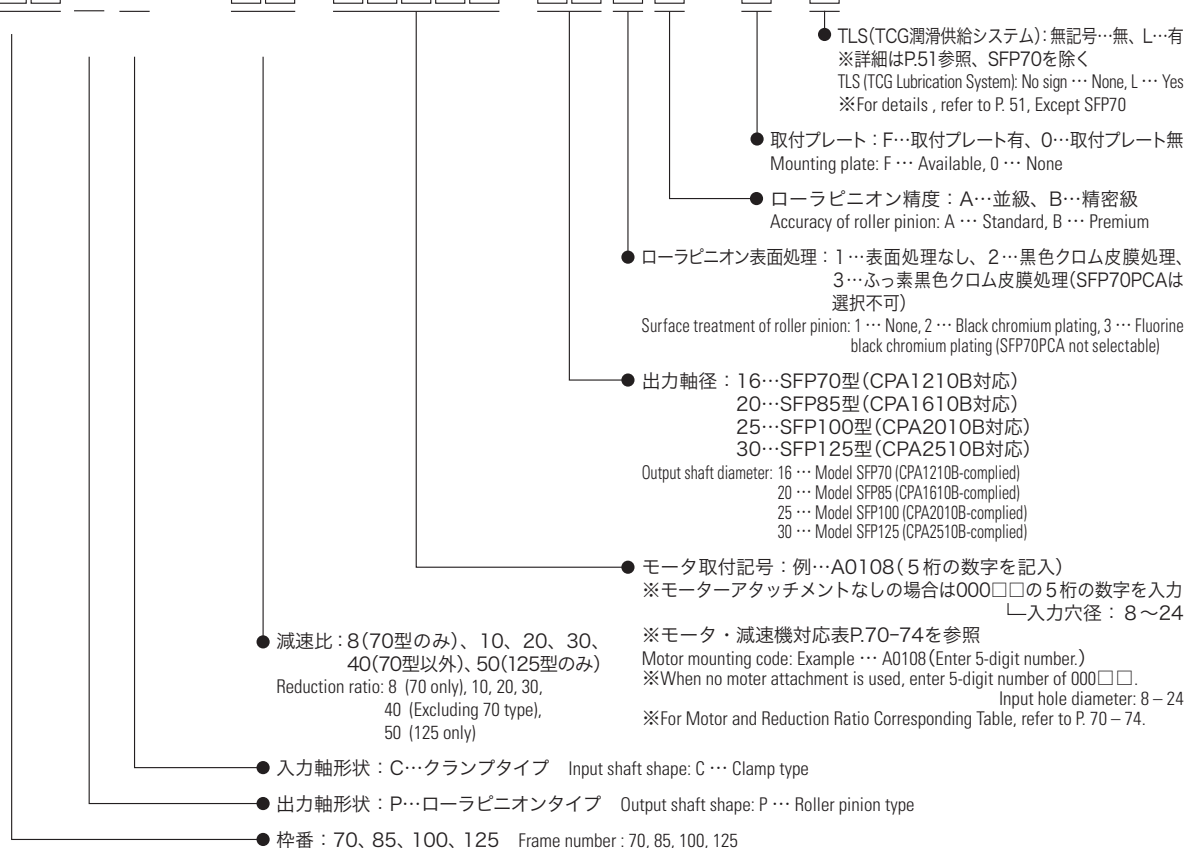 TLS(TCG潤滑供給システム)：無記号…無、L…有
※詳細はP.51参照、SFP70を除く
TLS (TCG Lubrication System): No sign … None, L … Yes
※For details , refer to P. 51, Except SFP70
取付プレート：F…取付プレート有、0…取付プレート無
Mounting plate: F … Available, 0 … None
ローラピニオン精度：A…並級、B…精密級
Accuracy of roller pinion: A … Standard, B … Premium
ローラピニオン表面処理：1…表面処理なし、2…黒色クロム皮膜処理、
3…ふっ素黒色クロム皮膜処理(SFP70PCAは
選択不可)
Surface treatment of roller pinion: 1 … None, 2 … Black chromium plating, 3 … Fluorine
black chromium plating (SFP70PCA not selectable)
出力軸径：16…SFP70型(CPA1210B対応)
20…SFP85型(CPA1610B対応)
25…SFP100型(CPA2010B対応)
30…SFP125型(CPA2510B対応)
Output shaft diameter: 16 … Model SFP70 (CPA1210B-complied)
20 … Model SFP85 (CPA1610B-complied)
25 … Model SFP100 (CPA2010B-complied)
30 … Model SFP125 (CPA2510B-complied)
モータ取付記号：例…A0108(5桁の数字を記入)
※モーターアタッチメントなしの場合は000□□の5桁の数字を入力
入力穴径：8〜24
※モータ・減速機対応表P.70-74を参照
Motor mounting code: Example … A0108 (Enter 5-digit number.)
※When no moter attachment is used, enter 5-digit number of 000□□.
Input hole diameter: 8 – 24
※For Motor and Reduction Ratio Corresponding Table, refer to P. 70 – 74.
減速比：8(70型のみ)、10、20、30、
40(70型以外)、50(125型のみ)
Reduction ratio: 8 (70 only), 10, 20, 30,
40 (Excluding 70 type),
50 (125 only)
入力軸形状：C…クランプタイプ Input shaft shape: C … Clamp type
出力軸形状：P…ローラピニオンタイプ Output shaft shape: P … Roller pinion type
枠番：70、85、100、125 Frame number : 70, 85, 100, 125